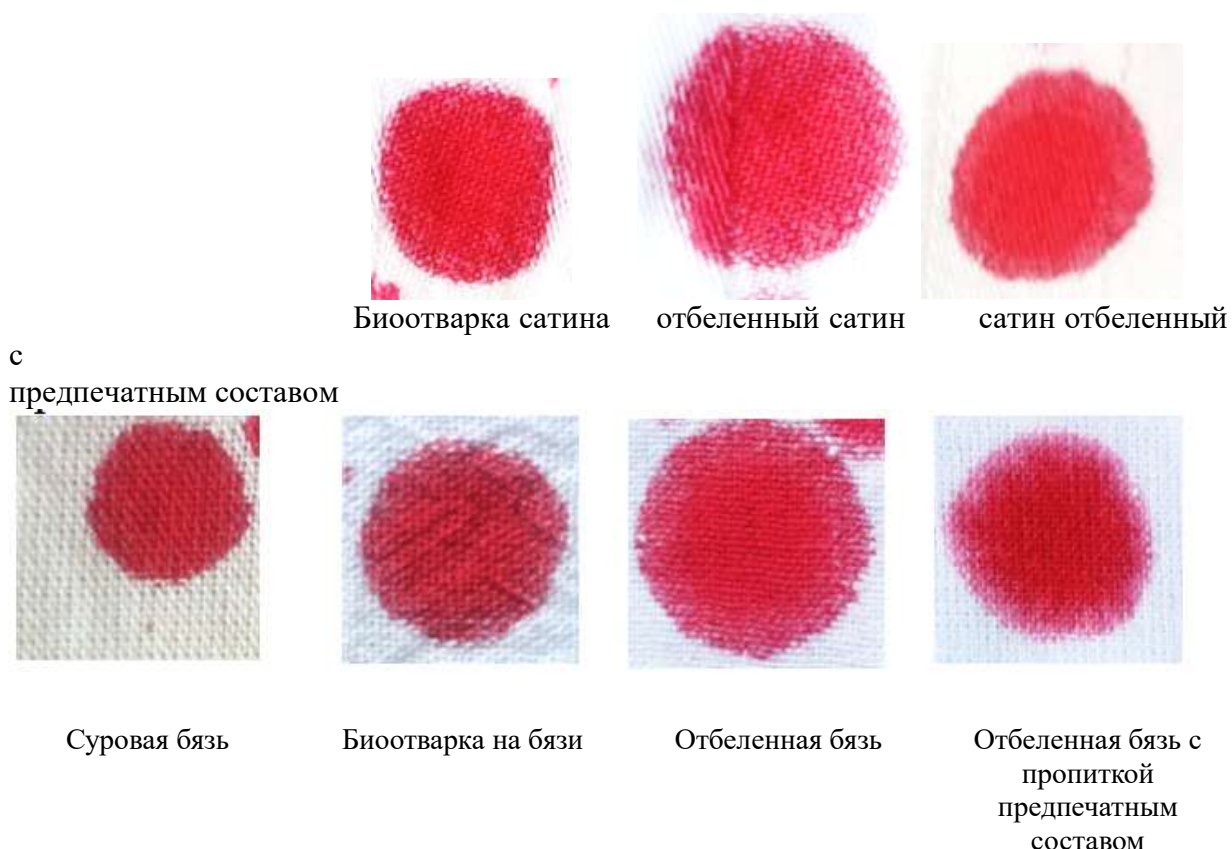 Биоотварка сатина отбеленный сатин сатин отбеленный
с
предпечатным составом
Суровая бязь Биоотварка на бязи Отбеленная бязь Отбеленная бязь с
пропиткой
предпечатным
составом